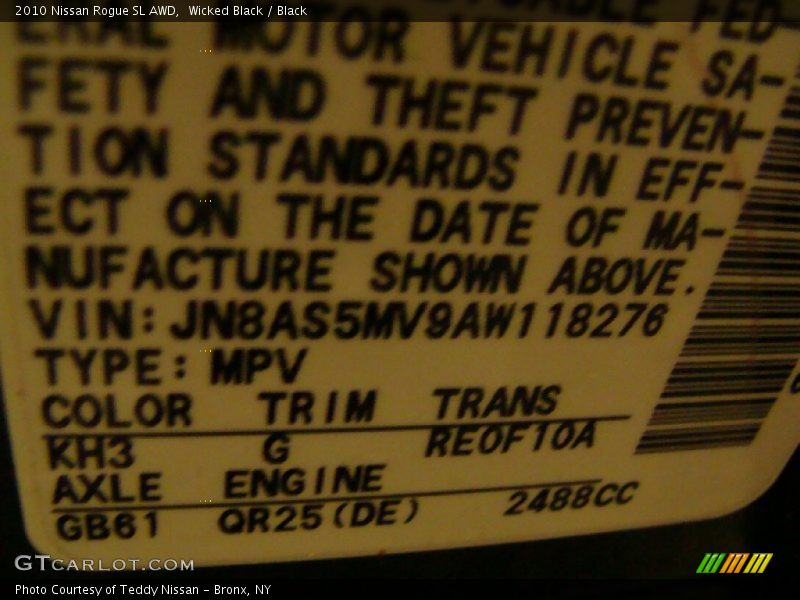 2010 Nissan Rogue SL AWD,  Wicked Black / Black
FED-
ERAL MOTOR VEHICLE SA-
FETY AND THEFT PREVEN-
TION STANDARDS IN EFF-
ECT ON THE DATE OF MA-
NUFACTURE SHOWN ABOVE.
VIN: JN8AS5MV9AW118276
TYPE: MPV
COLOR TRIM TRANS
KH3 G RE0F10A
AXLE ENGINE
GB61 QR25(DE) 2488CC
GTCARLOT.COM
Photo Courtesy of Teddy Nissan - Bronx, NY